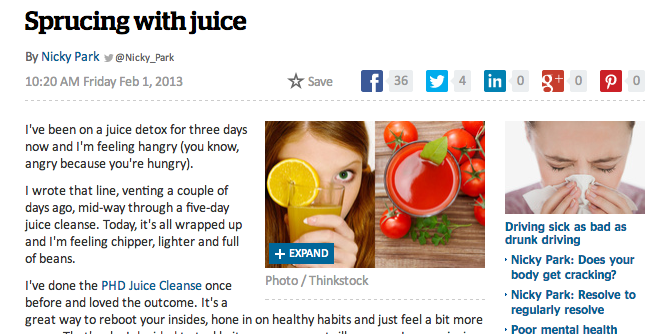 Sprucing with juice
By Nicky Park @Nicky_Park
10:20 AM Friday Feb 1, 2013
Save
36
4
0
0
0
I've been on a juice detox for three days
now and I'm feeling hangry (you know,
angry because you're hungry).
I wrote that line, venting a couple of
days ago, mid-way through a five-day
juice cleanse. Today, it's all wrapped up
and I'm feeling chipper, lighter and full
of beans.
I've done the PHD Juice Cleanse once
before and loved the outcome. It's a
great way to reboot your insides, hone in on healthy habits and just feel a bit more
+ EXPAND
Photo / Thinkstock
Driving sick as bad as
drunk driving
Nicky Park: Does your
body get cracking?
Nicky Park: Resolve to
regularly resolve
Poor mental health